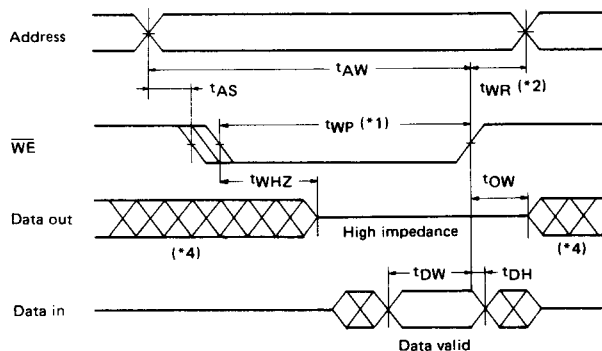 Address
tAW
tWR (*2)
tAS
tWP (*1)
WE
tWHZ
tOW
Data out
High impedance
(*4)
(*4)
tDW
tDH
Data in
Data valid